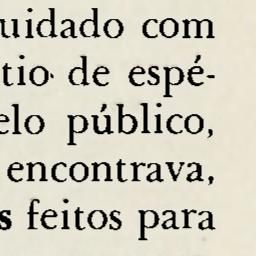 uidado com
tio de espé-
elo público,
encontrava,
s feitos para